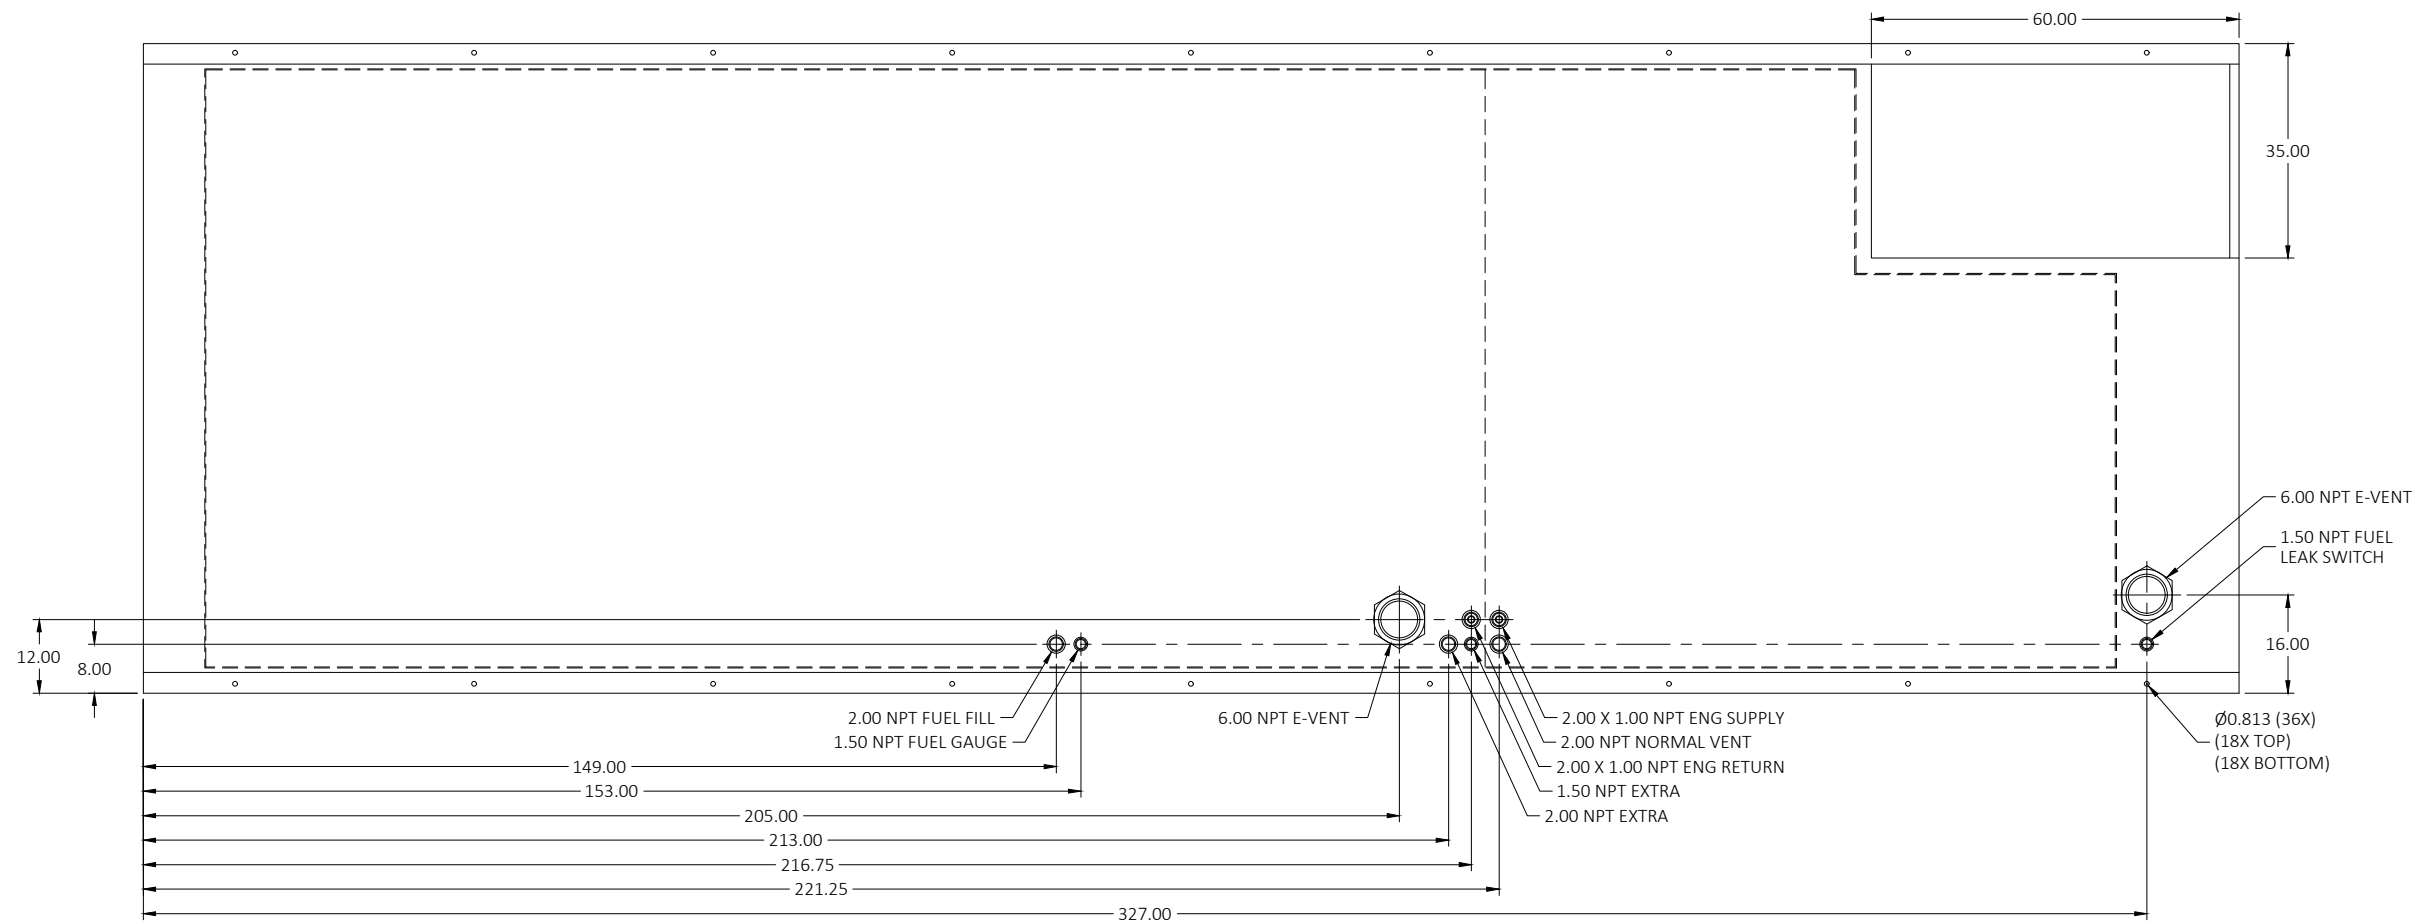 60.00
35.00
6.00 NPT E-VENT
1.50 NPT FUEL
LEAK SWITCH
12.00
8.00
16.00
2.00 NPT FUEL FILL
1.50 NPT FUEL GAUGE
6.00 NPT E-VENT
2.00 X 1.00 NPT ENG SUPPLY
2.00 NPT NORMAL VENT
2.00 X 1.00 NPT ENG RETURN
1.50 NPT EXTRA
2.00 NPT EXTRA
Ø0.813 (36X)
(18X TOP)
(18X BOTTOM)
149.00
153.00
205.00
213.00
216.75
221.25
327.00